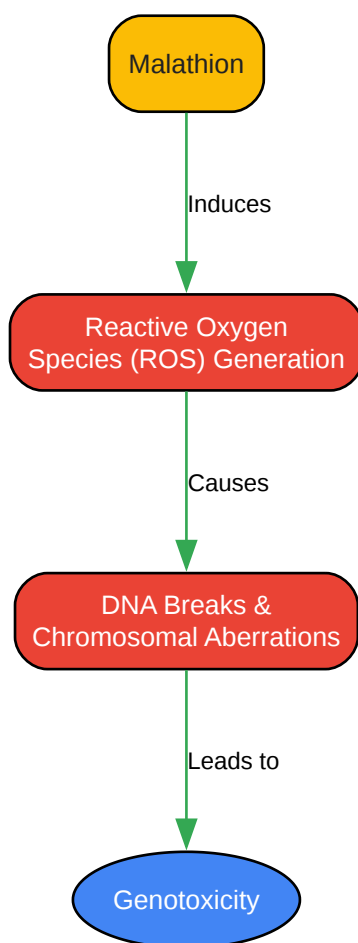 Malathion
Induces
Reactive Oxygen
Species (ROS) Generation
Causes
DNA Breaks &
Chromosomal Aberrations
Leads to
Genotoxicity